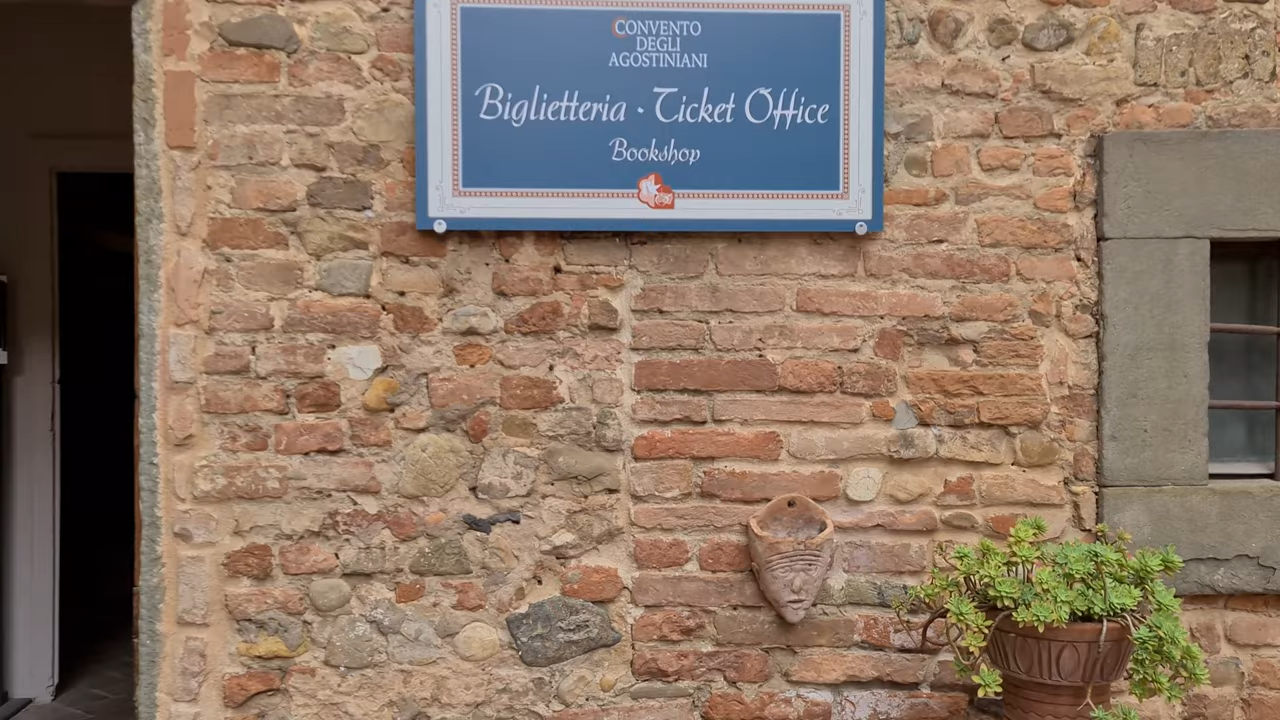 CONVENTO
DEGLI
AGOSTINIANI
Biglietteria · Ticket Office
Bookshop